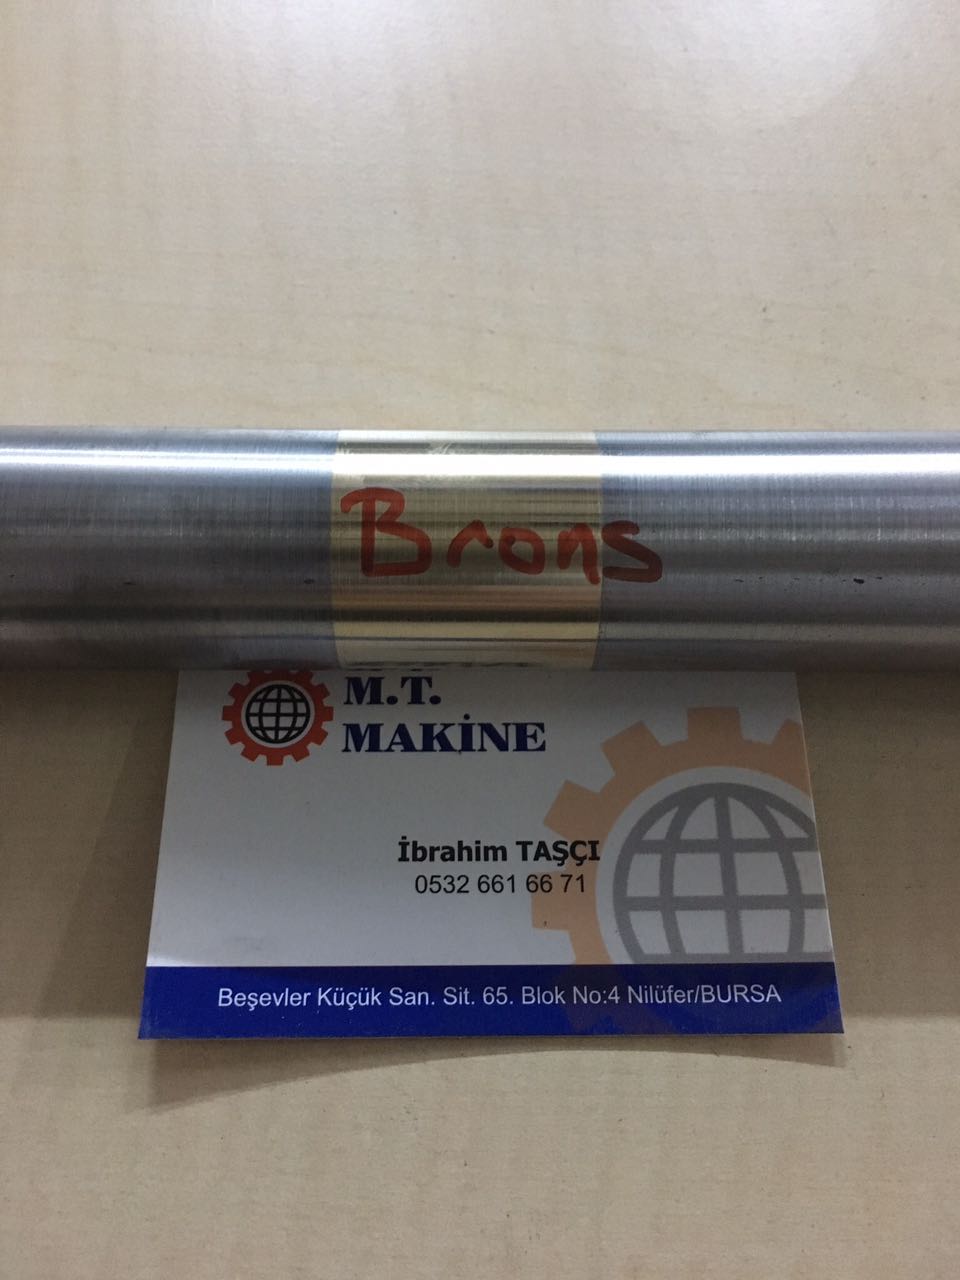 Brons
M.T.
MAKİNE
İbrahim TAŞÇI
0532 661 66 71
Beşevler Küçük San. Sit. 65. Blok No:4 Nilüfer/BURSA